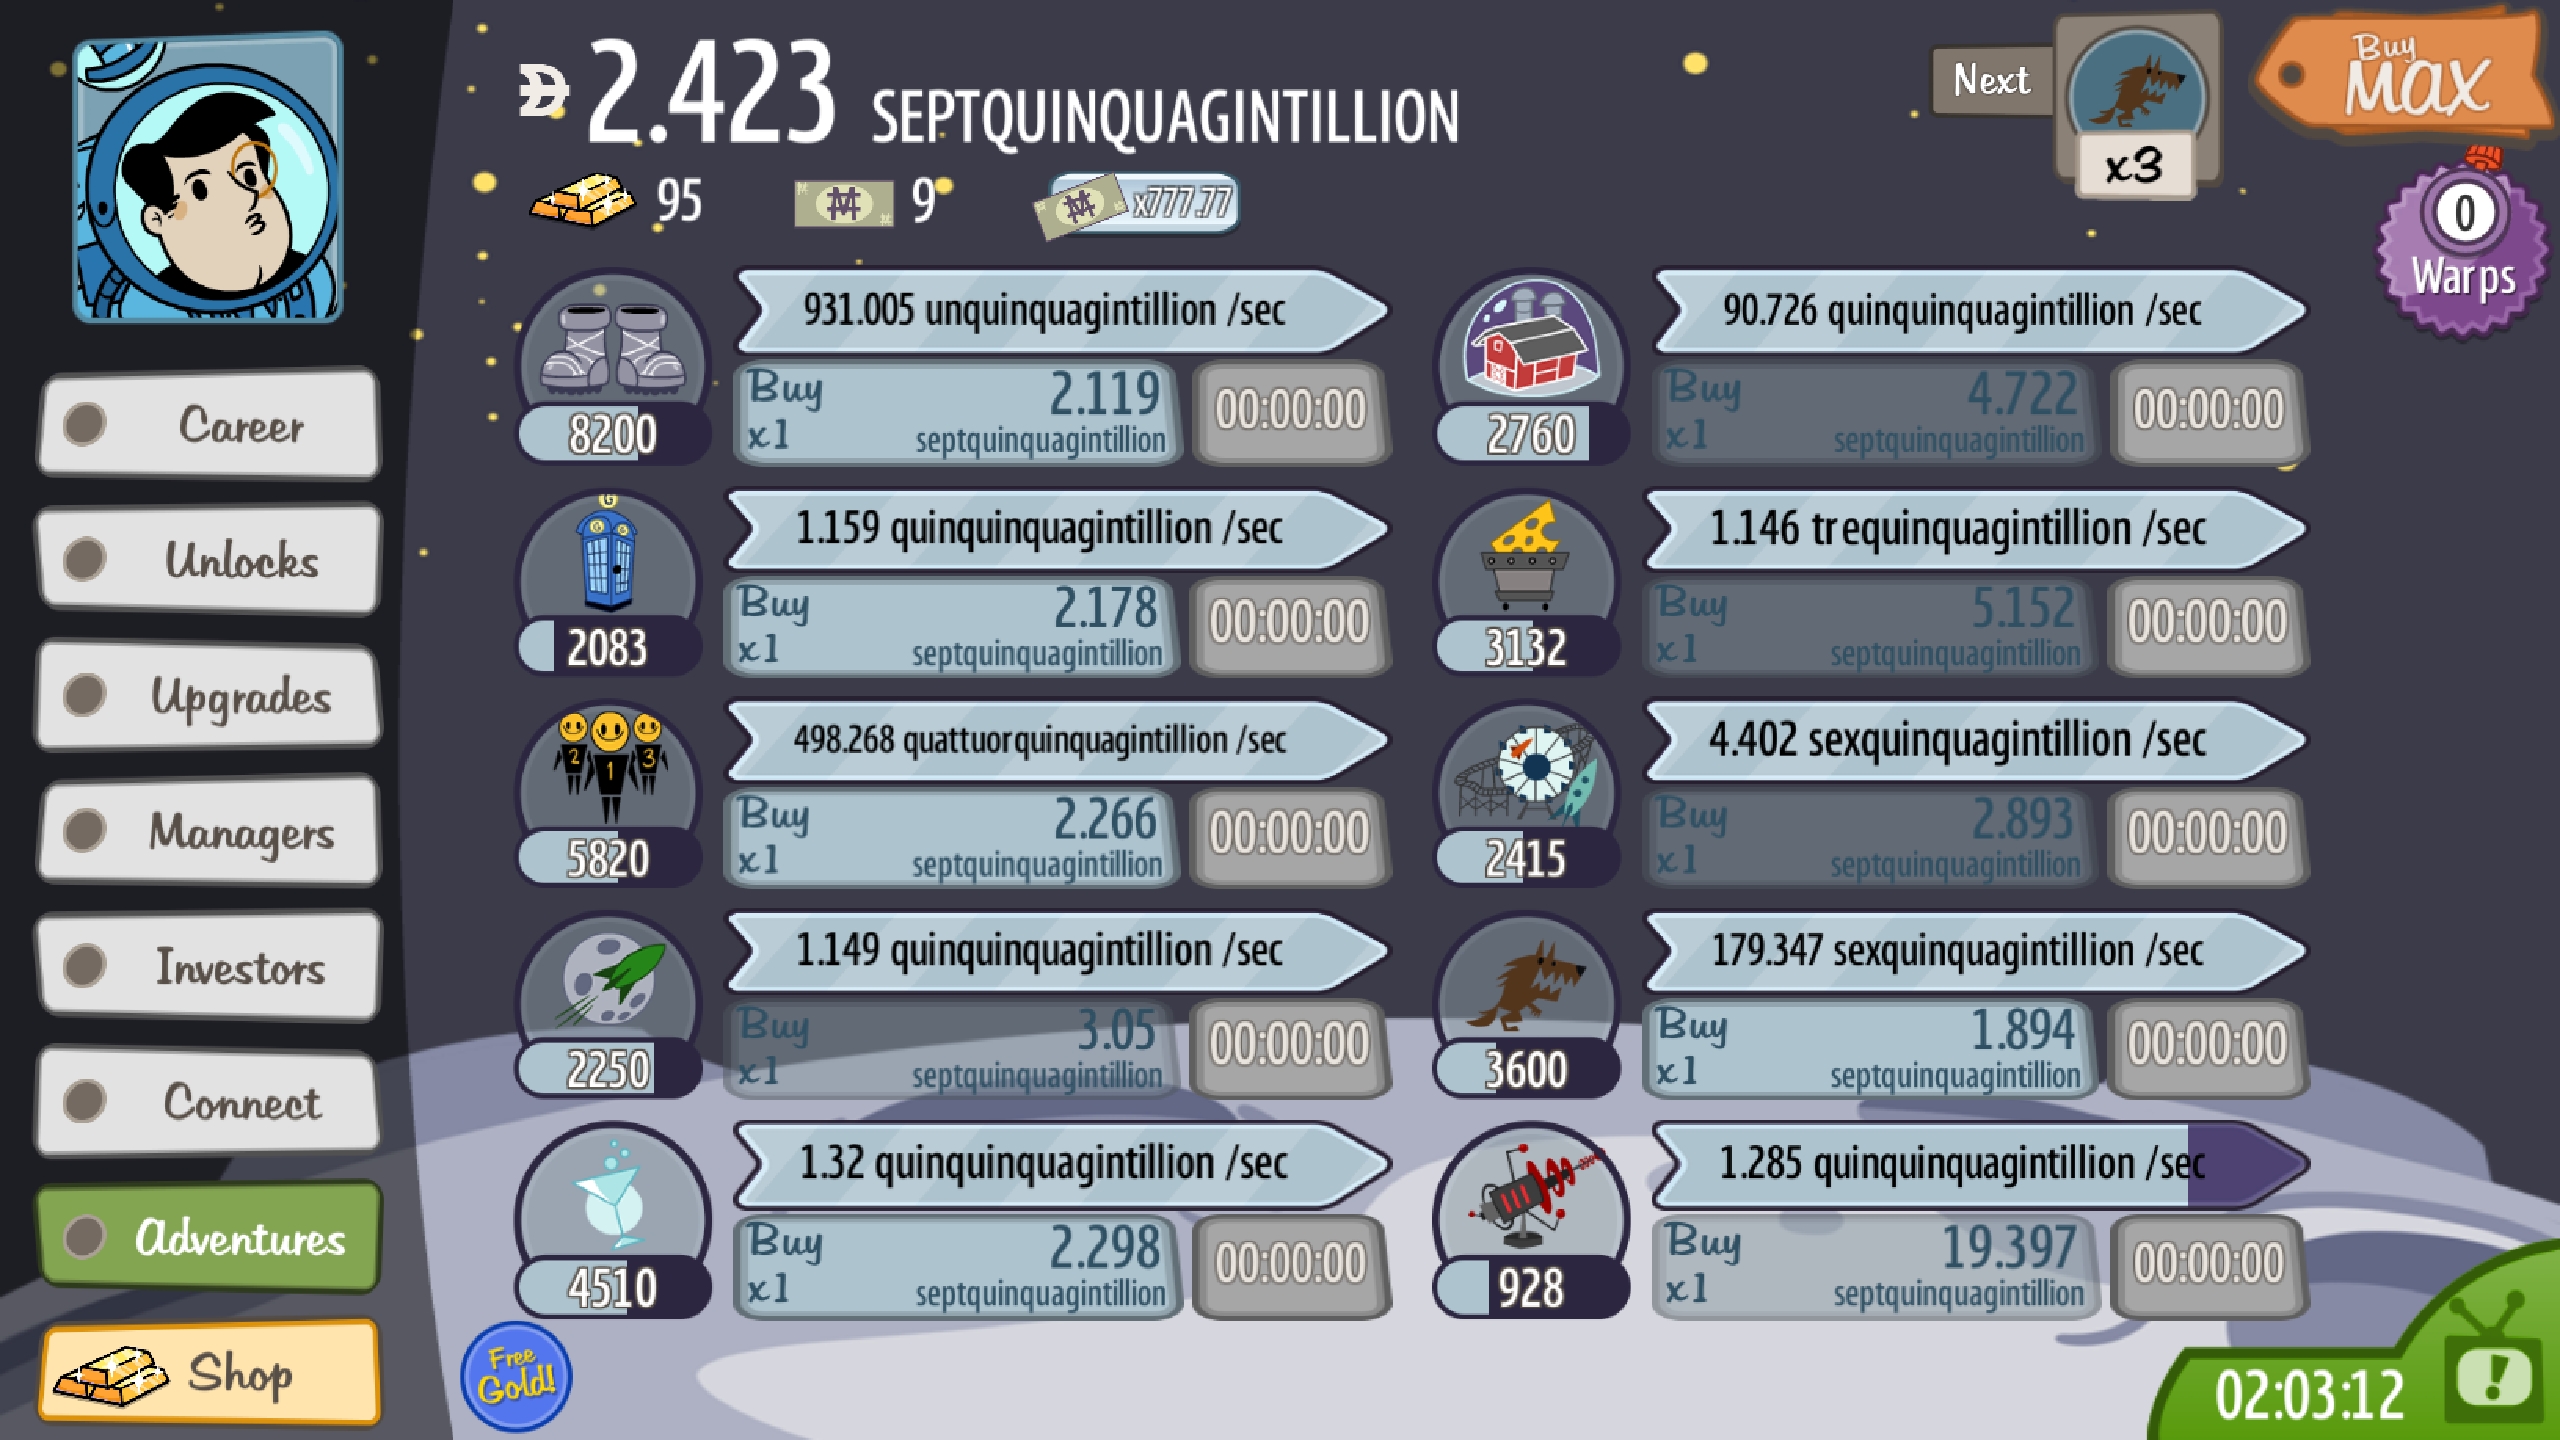 2.423 SEPTQUINQUAGINTILLION
Next
x3
Buy
MAX
95
9
x777.77
0
Warps
Career
Unlocks
Upgrades
Managers
Investors
Connect
Adventures
Shop
931.005 unquinquagintillion /sec
Buy 2.119
x1 septquinquagintillion
00:00:00
8200
90.726 quinquinquagintillion /sec
Buy 4.722
x1 septquinquagintillion
00:00:00
2760
G
1.159 quinquinquagintillion /sec
Buy 2.178
x1 septquinquagintillion
00:00:00
2083
1.146 trequinquagintillion /sec
Buy 5.152
x1 septquinquagintillion
00:00:00
3132
2 1 3
498.268 quattuorquinquagintillion /sec
Buy 2.266
x1 septquinquagintillion
00:00:00
5820
4.402 sexquinquagintillion /sec
Buy 2.893
x1 septquinquagintillion
00:00:00
2415
1.149 quinquinquagintillion /sec
Buy 3.05
x1 septquinquagintillion
00:00:00
2250
179.347 sexquinquagintillion /sec
Buy 1.894
x1 septquinquagintillion
00:00:00
3600
1.32 quinquinquagintillion /sec
Buy 2.298
x1 septquinquagintillion
00:00:00
4510
1.285 quinquinquagintillion /sec
Buy 19.397
x1 septquinquagintillion
00:00:00
928
Free
Gold!
02:03:12
!